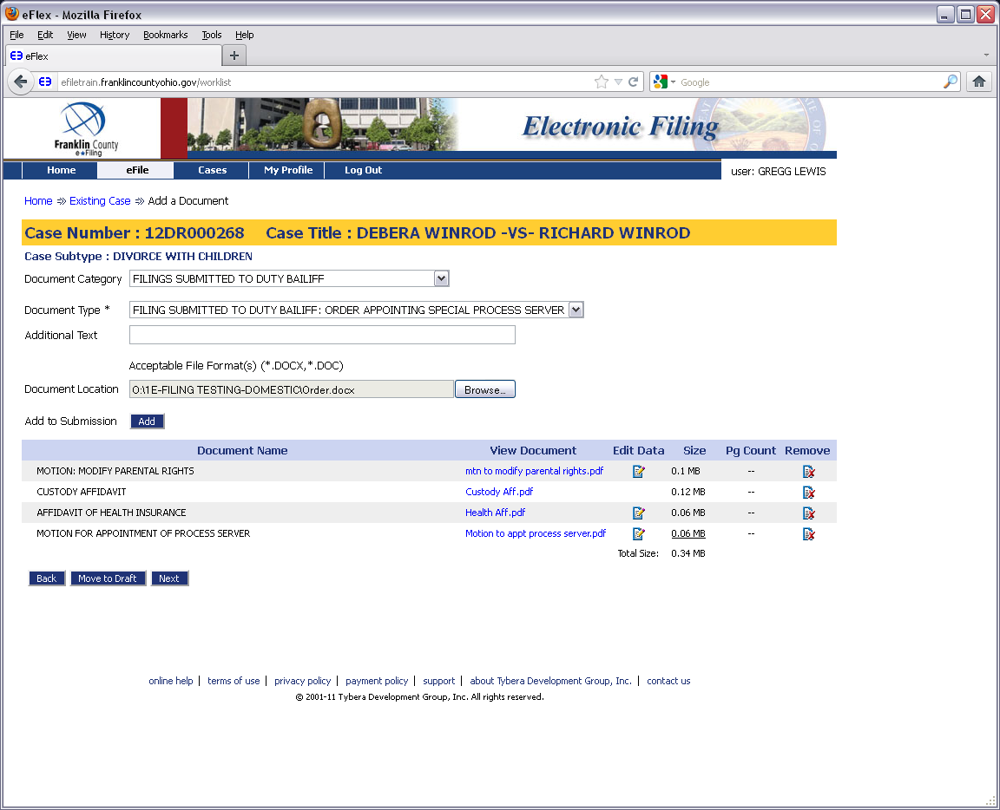 eFlex - Mozilla Firefox
File Edit View History Bookmarks Tools Help
eFlex
efiletrain.franklincountyohio.gov/worklist
Google
Franklin County
e★Filing
Electronic Filing
Home eFile Cases My Profile Log Out
user: GREGG LEWIS
Home ⇒ Existing Case ⇒ Add a Document
Case Number : 12DR000268 Case Title : DEBERA WINROD -VS- RICHARD WINROD
Case Subtype : DIVORCE WITH CHILDREN
Document Category FILINGS SUBMITTED TO DUTY BAILIFF
Document Type * FILING SUBMITTED TO DUTY BAILIFF: ORDER APPOINTING SPECIAL PROCESS SERVER
Additional Text
Acceptable File Format(s) (*.DOCX,*.DOC)
Document Location O:\1E-FILING TESTING-DOMESTIC\Order.docx Browse...
Add to Submission Add
Document Name View Document Edit Data Size Pg Count Remove
MOTION: MODIFY PARENTAL RIGHTS mtn to modify parental rights.pdf 0.1 MB --
CUSTODY AFFIDAVIT Custody Aff.pdf 0.12 MB --
AFFIDAVIT OF HEALTH INSURANCE Health Aff.pdf 0.06 MB --
MOTION FOR APPOINTMENT OF PROCESS SERVER Motion to appt process server.pdf 0.06 MB --
Total Size: 0.34 MB
Back Move to Draft Next
online help | terms of use | privacy policy | payment policy | support | about Tybera Development Group, Inc. | contact us
© 2001-11 Tybera Development Group, Inc. All rights reserved.